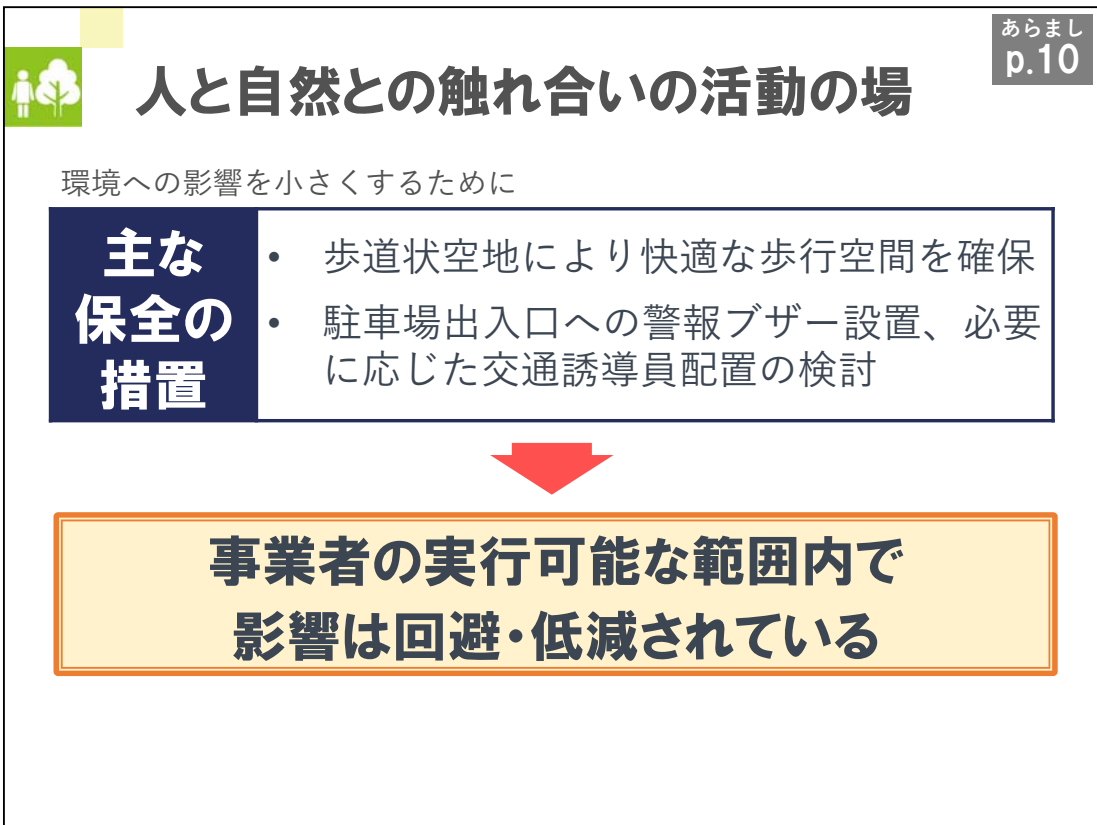 あらまし
p.10
人と自然との触れ合いの活動の場
環境への影響を小さくするために
主な
保全の
措置
• 歩道状空地により快適な歩行空間を確保
• 駐車場出入口への警報ブザー設置、必要
に応じた交通誘導員配置の検討
事業者の実行可能な範囲内で
影響は回避・低減されている